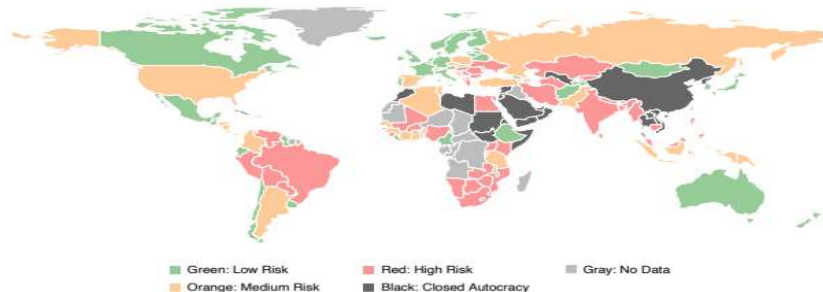 Green: Low Risk Red: High Risk Gray: No Data
Orange: Medium Risk Black: Closed Autocracy